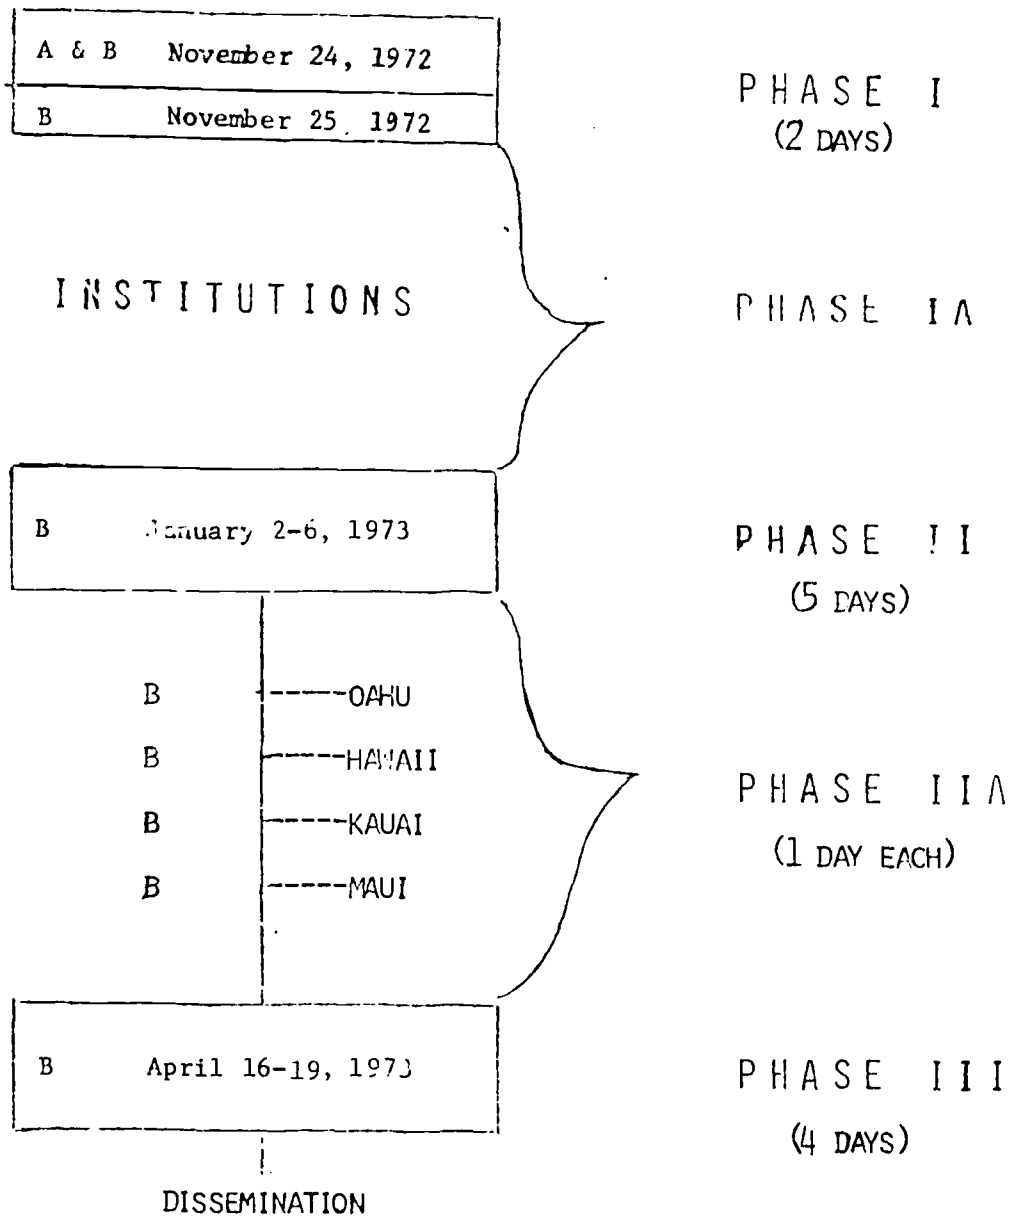 A & B November 24, 1972
PHASE I
B November 25, 1972
(2 DAYS)
INSTITUTIONS
PHASE IA
B January 2-6, 1973
PHASE II
(5 DAYS)
B OAHU
B HAWAII
PHASE IIA
B KAUAI
(1 DAY EACH)
B MAUI
B April 16-19, 1973
PHASE III
(4 DAYS)
DISSEMINATION